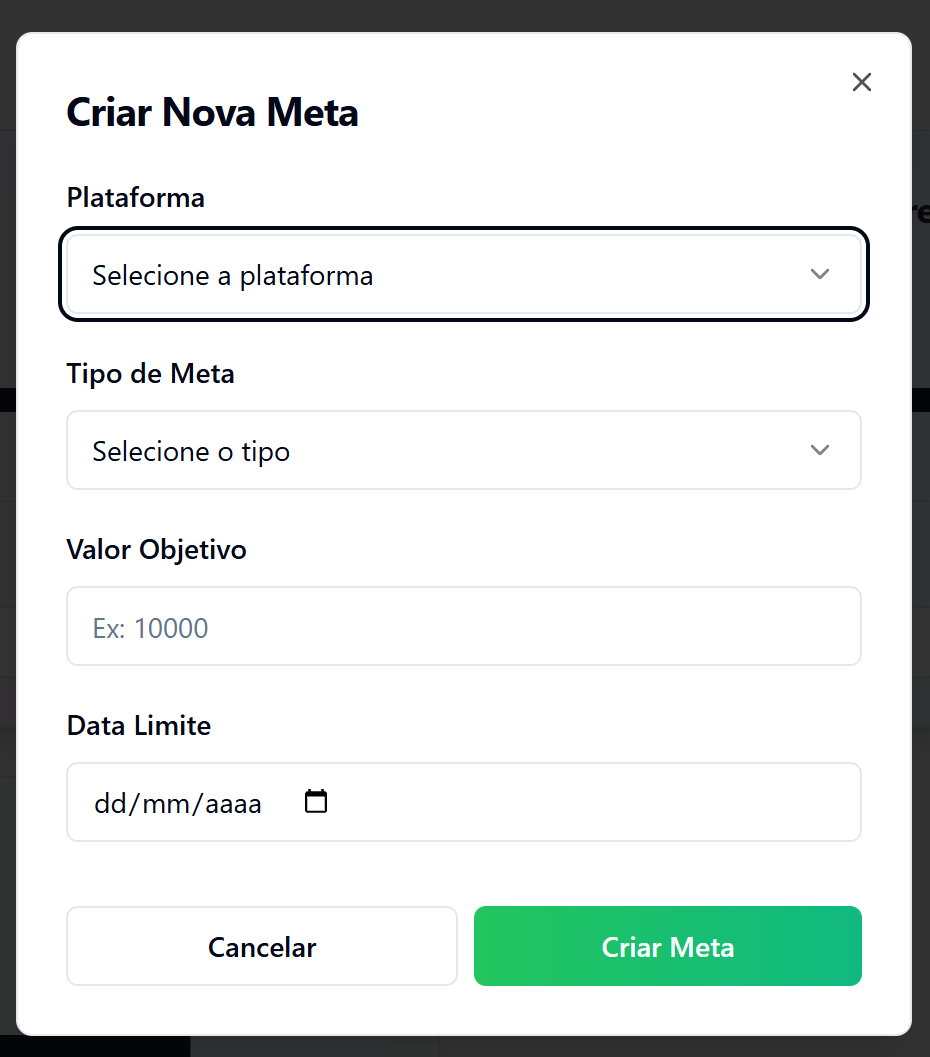 Criar Nova Meta
Plataforma
Selecione a plataforma
Tipo de Meta
Selecione o tipo
Valor Objetivo
Ex: 10000
Data Limite
dd/mm/aaaa
Cancelar
Criar Meta